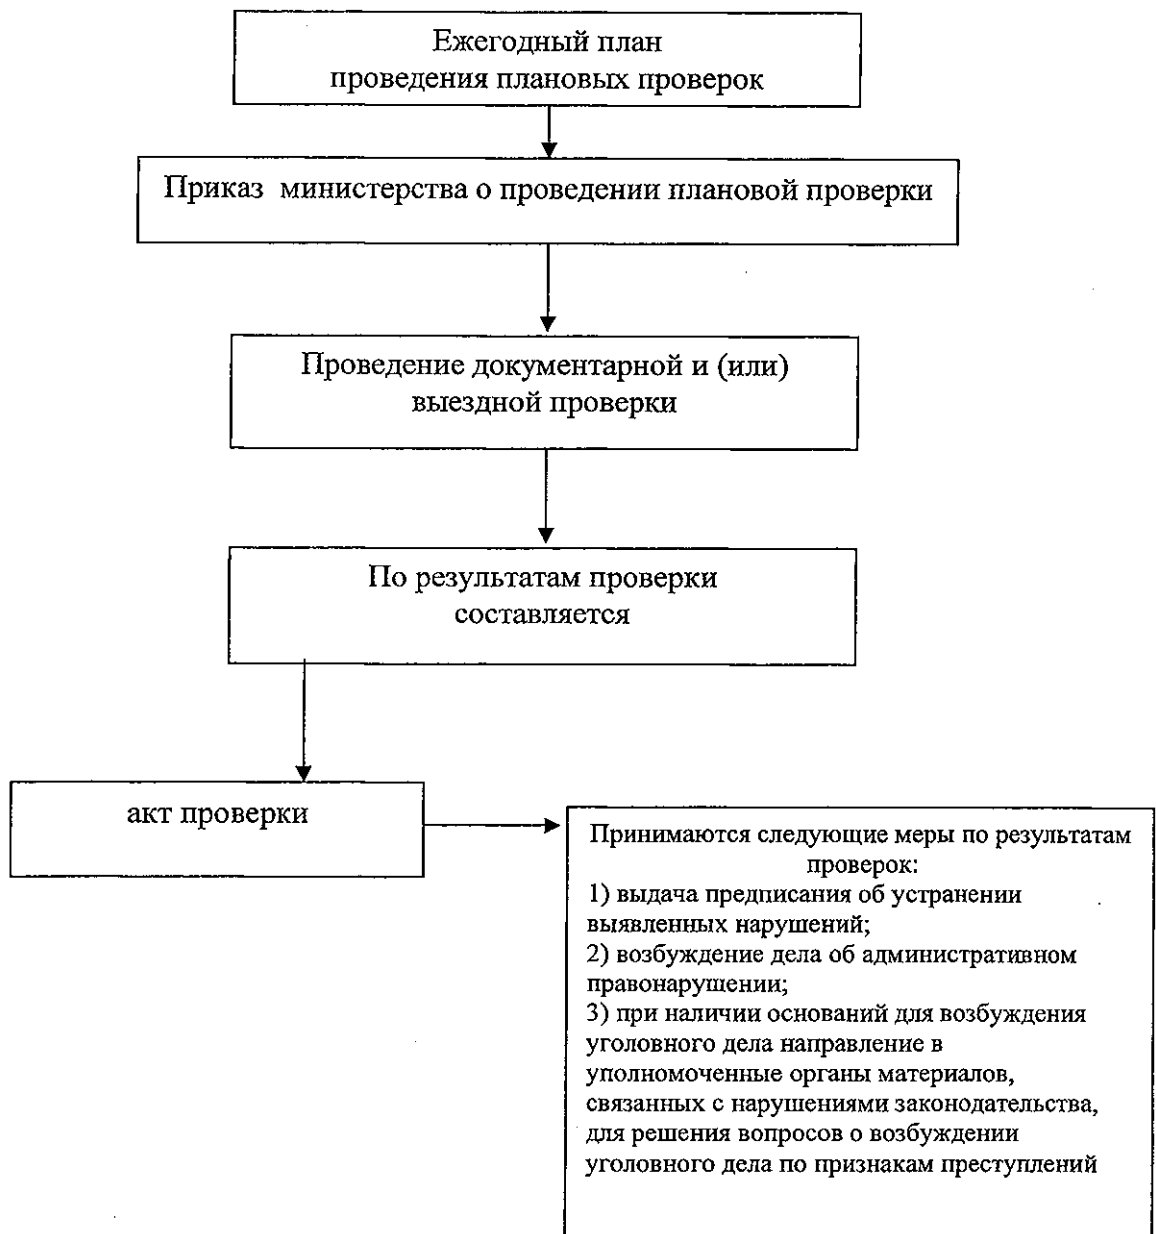 Ежегодный план
проведения плановых проверок
Приказ министерства о проведении плановой проверки
Проведение документарной и (или)
выездной проверки
По результатам проверки
составляется
акт проверки
Принимаются следующие меры по результатам
проверок:
1) выдача предписания об устранении
выявленных нарушений;
2) возбуждение дела об административном
правонарушении;
3) при наличии оснований для возбуждения
уголовного дела направление в
уполномоченные органы материалов,
связанных с нарушениями законодательства,
для решения вопросов о возбуждении
уголовного дела по признакам преступлений